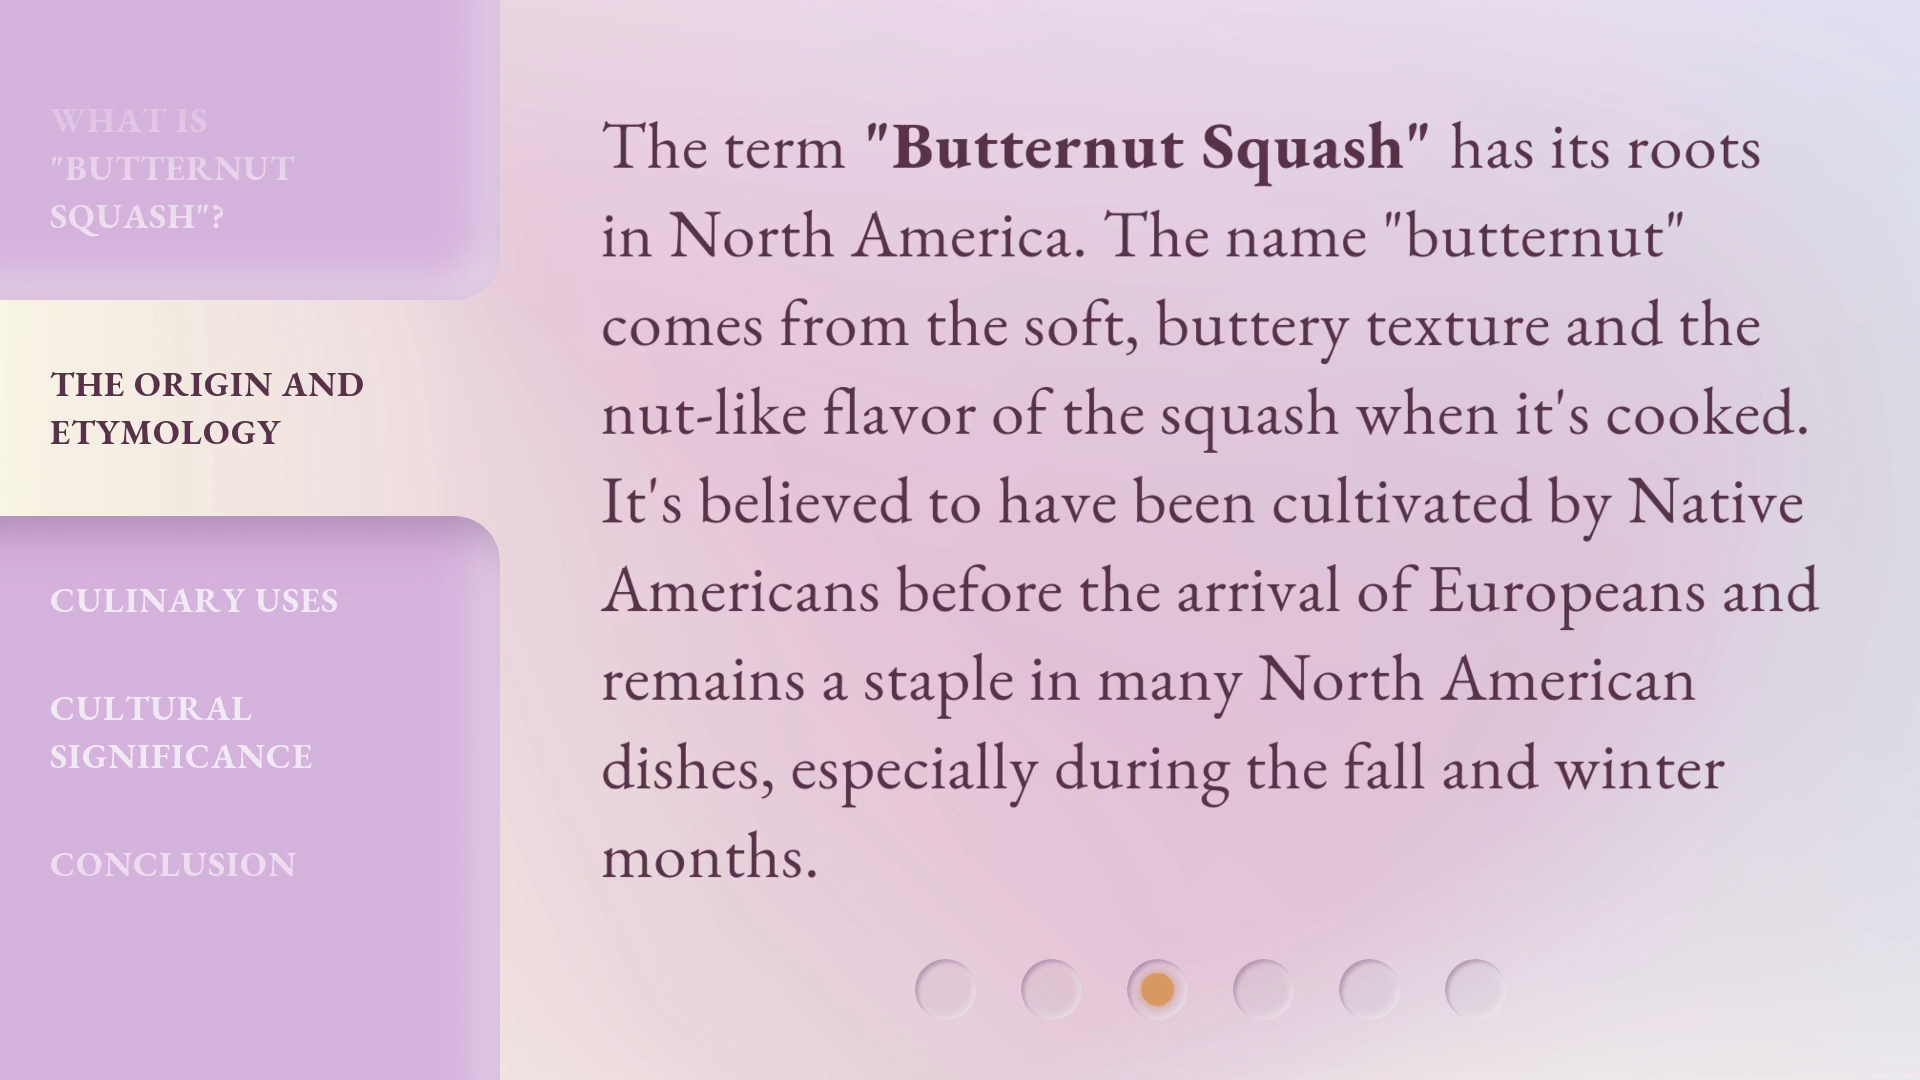 WHAT IS
"BUTTERNUT
SQUASH"?
THE ORIGIN AND
ETYMOLOGY
CULINARY USES
CULTURAL
SIGNIFICANCE
CONCLUSION
The term "Butternut Squash" has its roots
in North America. The name "butternut"
comes from the soft, buttery texture and the
nut-like flavor of the squash when it's cooked.
It's believed to have been cultivated by Native
Americans before the arrival of Europeans and
remains a staple in many North American
dishes, especially during the fall and winter
months.